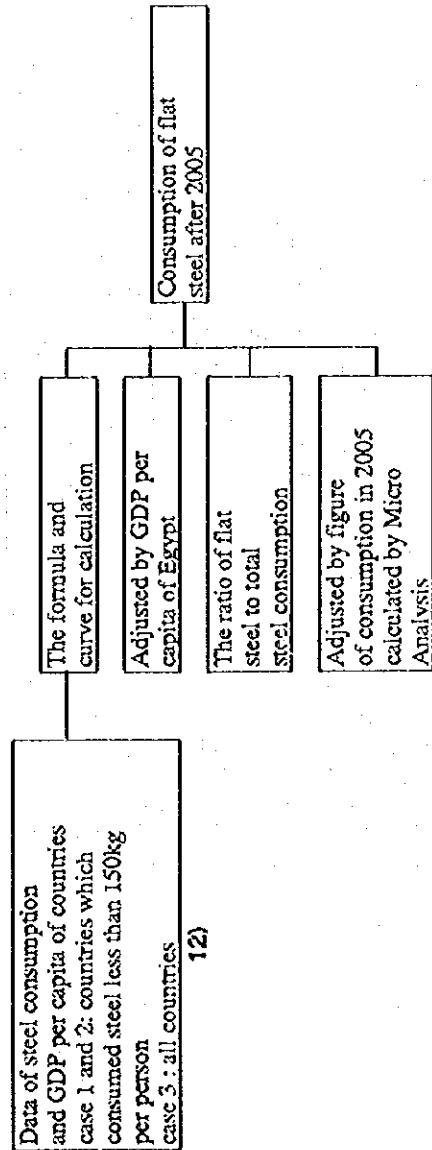 Data of steel consumption
and GDP per capita of countries
case 1 and 2: countries which
consumed steel less than 150kg
per person
case 3 : all countries
12)
The formula and
curve for calculation
Adjusted by GDP per
capita of Egypt
The ratio of flat
steel to total
steel consumption
Adjusted by figure
of consumption in 2005
calculated by Micro
Analysis
Consumption of flat
steel after 2005